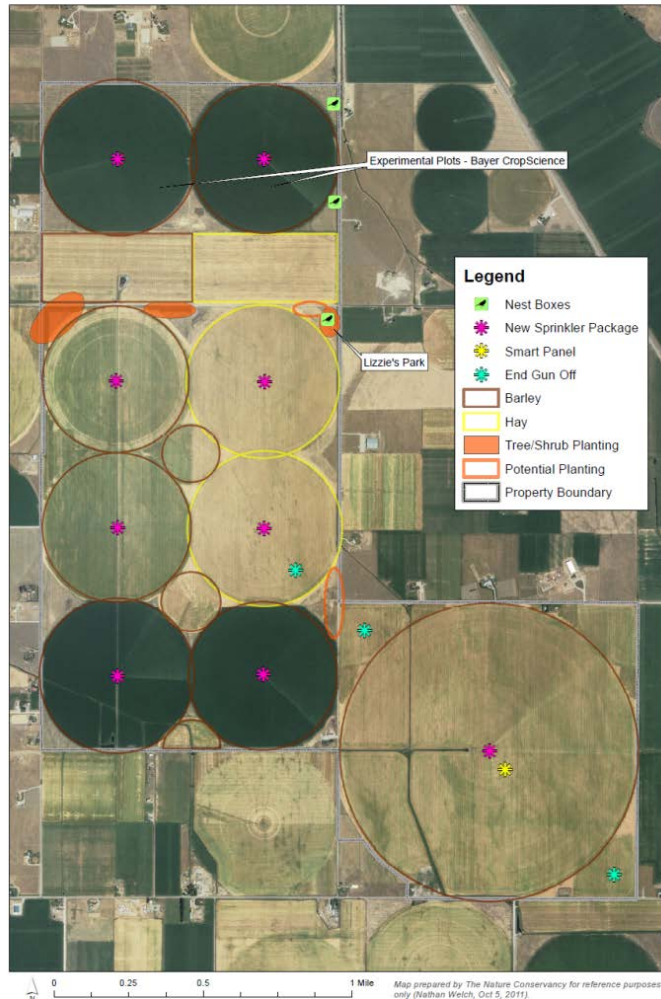 Experimental Plots - Bayer CropScience
Legend
Nest Boxes
New Sprinkler Package
Smart Panel
End Gun Off
Lizzie's Park
Barley
Hay
Tree/Shrub Planting
Potential Planting
Property Boundary
0 0.25 0.5 1 Mile
Map prepared by The Nature Conservancy for reference purposes
only (Nathan Welch, Oct 5, 2011).